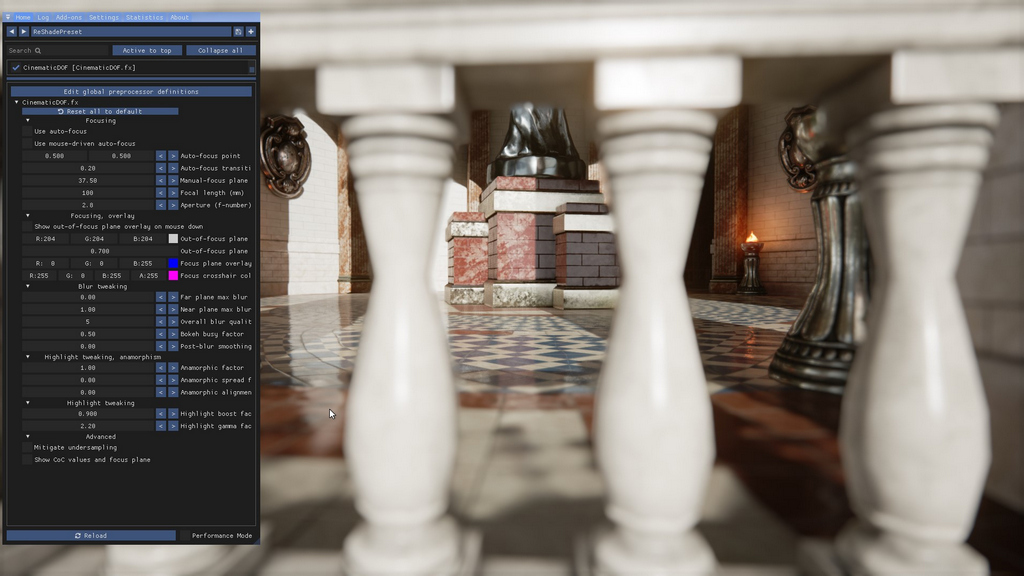 Home Log Add-ons Settings Statistics About
ReShadePreset
Search
Active to top
Collapse all
CinematicDOF [CinematicDOF.fx]
Edit global preprocessor definitions
CinematicDOF.fx
Reset all to default
Focusing
Use auto-focus
Use mouse-driven auto-focus
0.500 0.500 < > Auto-focus point
0.20 < > Auto-focus transiti
37.50 < > Manual-focus plane
100 < > Focal length (mm)
2.8 < > Aperture (f-number)
Focusing, overlay
Show out-of-focus plane overlay on mouse down
R:204 G:204 B:204 Out-of-focus plane
0.700 Out-of-focus plane
R: 0 G: 0 B:255 Focus plane overlay
R:255 G: 0 B:255 A:255 Focus crosshair col
Blur tweaking
0.00 < > Far plane max blur
1.00 < > Near plane max blur
5 < > Overall blur qualit
0.50 < > Bokeh busy factor
0.00 < > Post-blur smoothing
Highlight tweaking, anamorphism
1.00 < > Anamorphic factor
0.00 < > Anamorphic spread f
0.00 < > Anamorphic alignmen
Highlight tweaking
0.900 < > Highlight boost fac
2.20 < > Highlight gamma fac
Advanced
Mitigate undersampling
Show CoC values and focus plane
Reload
Performance Mode